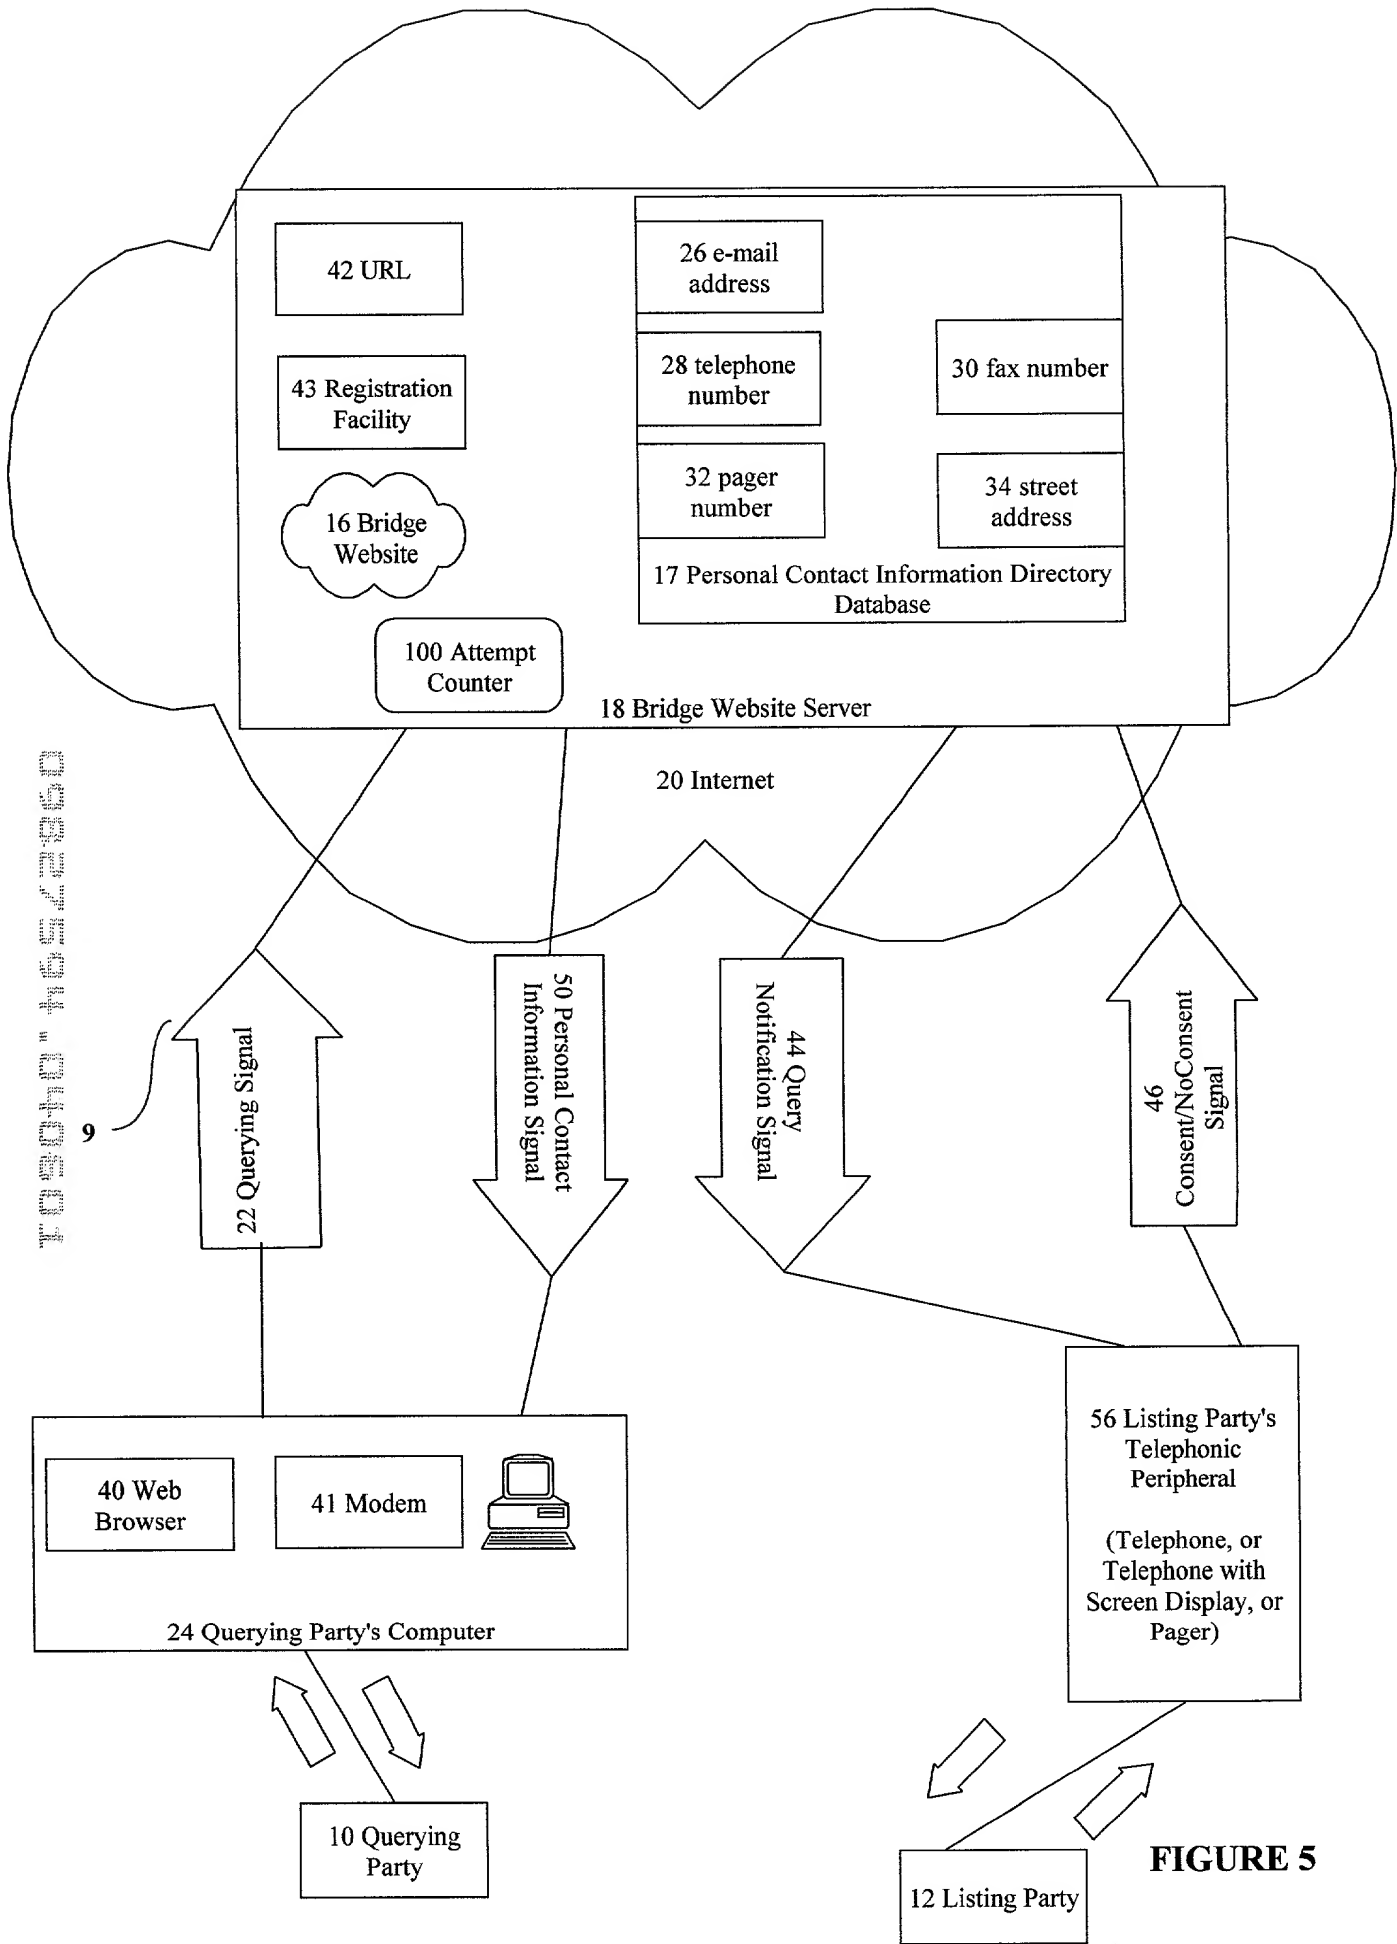 42 URL
26 e-mail
address
43 Registration
Facility
28 telephone
number
30 fax number
16 Bridge
Website
32 pager
number
34 street
address
17 Personal Contact Information Directory
Database
100 Attempt
Counter
18 Bridge Website Server
20 Internet
09827594.040501
9
22 Querying Signal
50 Personal Contact
Information Signal
44 Query
Notification Signal
46
Consent/NoConsent
Signal
40 Web
Browser
41 Modem
24 Querying Party's Computer
56 Listing Party's
Telephonic
Peripheral
(Telephone, or
Telephone with
Screen Display, or
Pager)
10 Querying
Party
12 Listing Party
FIGURE 5